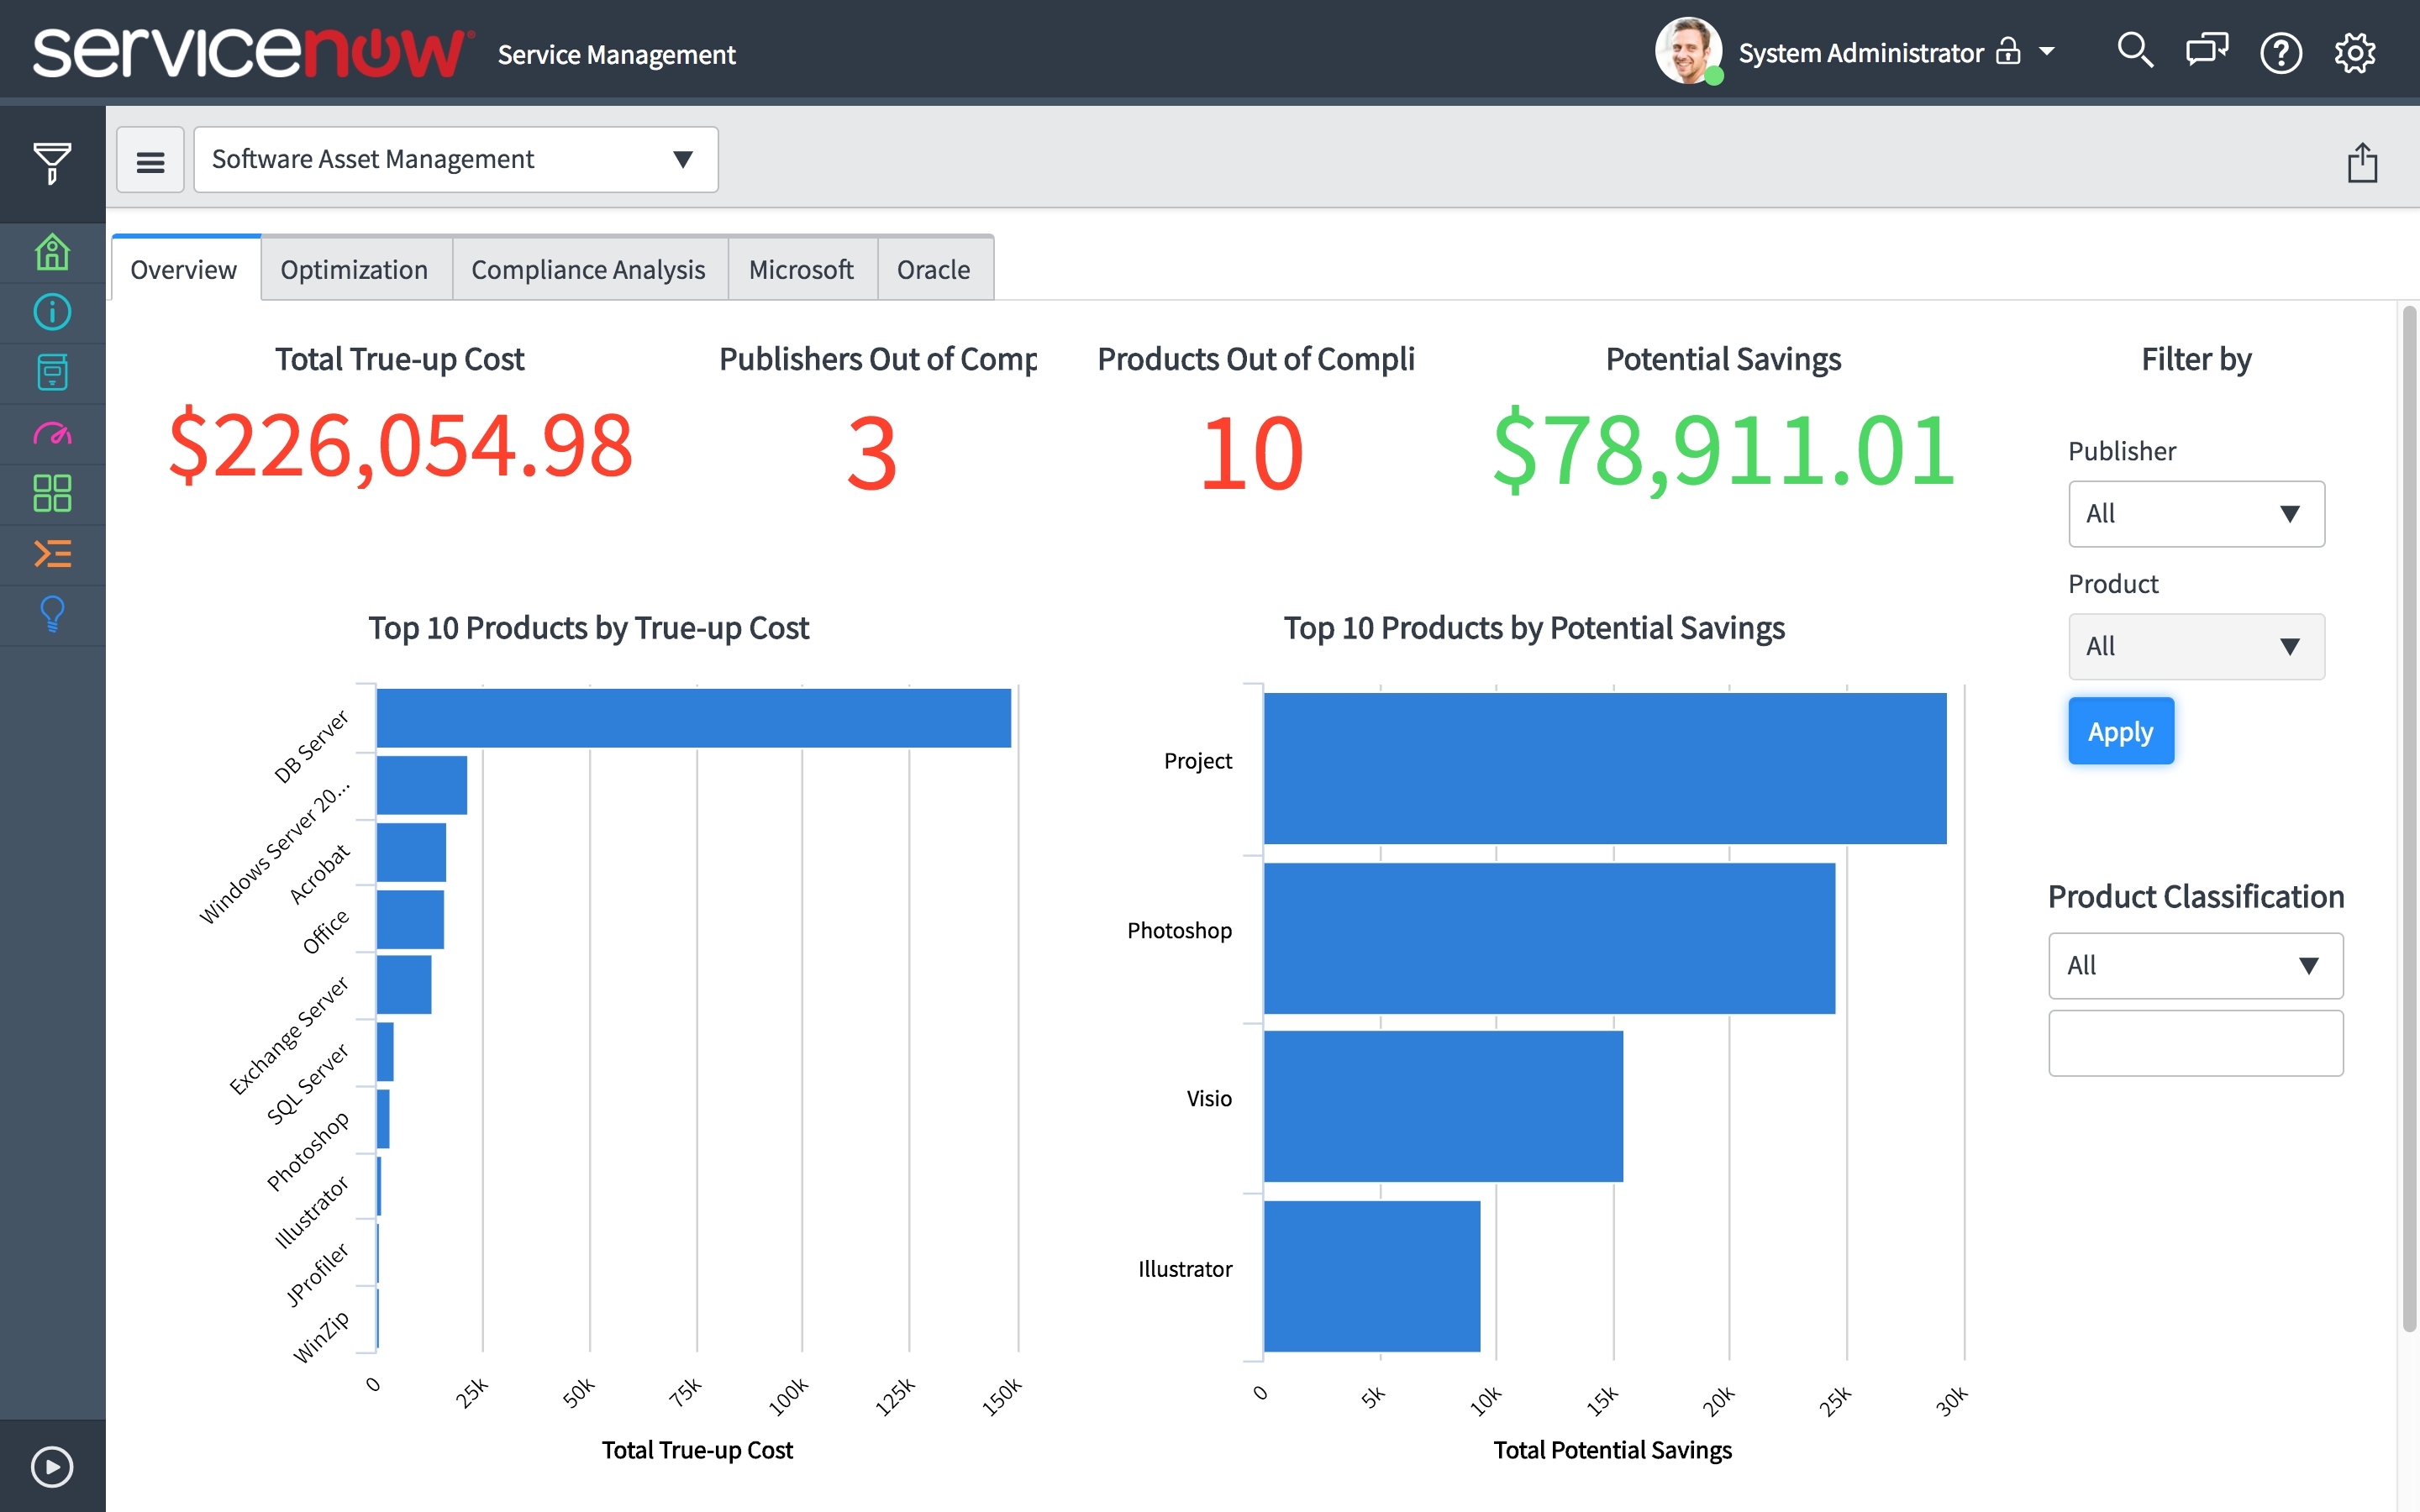 servicenow® Service Management
System Administrator
Software Asset Management
Overview
Optimization
Compliance Analysis
Microsoft
Oracle
Total True-up Cost
$226,054.98
Publishers Out of Comp
3
Products Out of Compli
10
Potential Savings
$78,911.01
Filter by
Publisher
All
Product
All
Apply
Product Classification
All
Top 10 Products by True-up Cost
DB Server
Windows Server 20...
Acrobat
Office
Exchange Server
SQL Server
Photoshop
Illustrator
JProfiler
WinZip
0
25k
50k
75k
100k
125k
150k
Total True-up Cost
Top 10 Products by Potential Savings
Project
Photoshop
Visio
Illustrator
0
5k
10k
15k
20k
25k
30k
Total Potential Savings